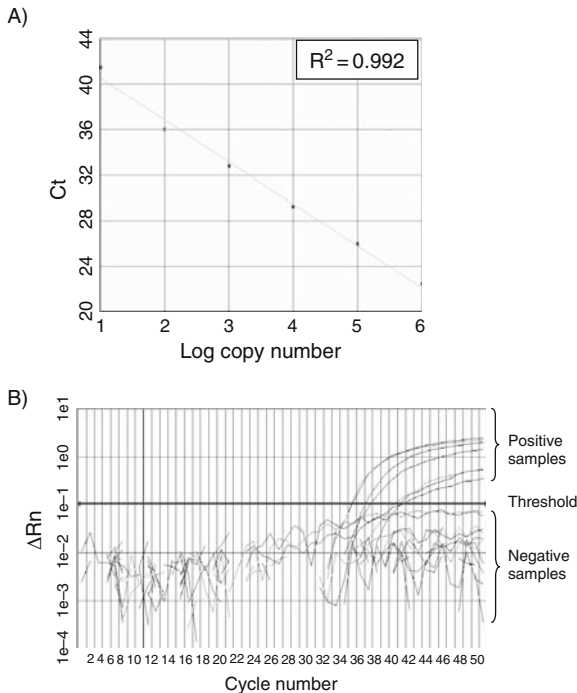 A)
R² = 0.992
44
40
36
32
28
24
20
Ct
1 2 3 4 5 6
Log copy number
B)
1e1
1e0
1e-1
1e-2
1e-3
1e-4
ΔRn
Positive
samples
Threshold
Negative
samples
2 4 6 8 10 12 14 16 18 20 22 24 26 28 30 32 34 36 38 40 42 44 46 48 50
Cycle number